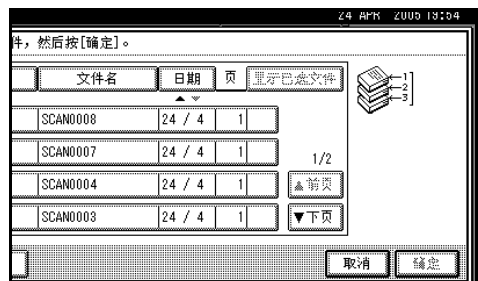 24 APR 2005 19:54
件，然后按[确定]。
文件名 日期 页 显示已选文件
1
2
3
SCAN0008 24 / 4 1
SCAN0007 24 / 4 1
1/2
SCAN0004 24 / 4 1 ▲前页
SCAN0003 24 / 4 1 ▼下页
取消 确定